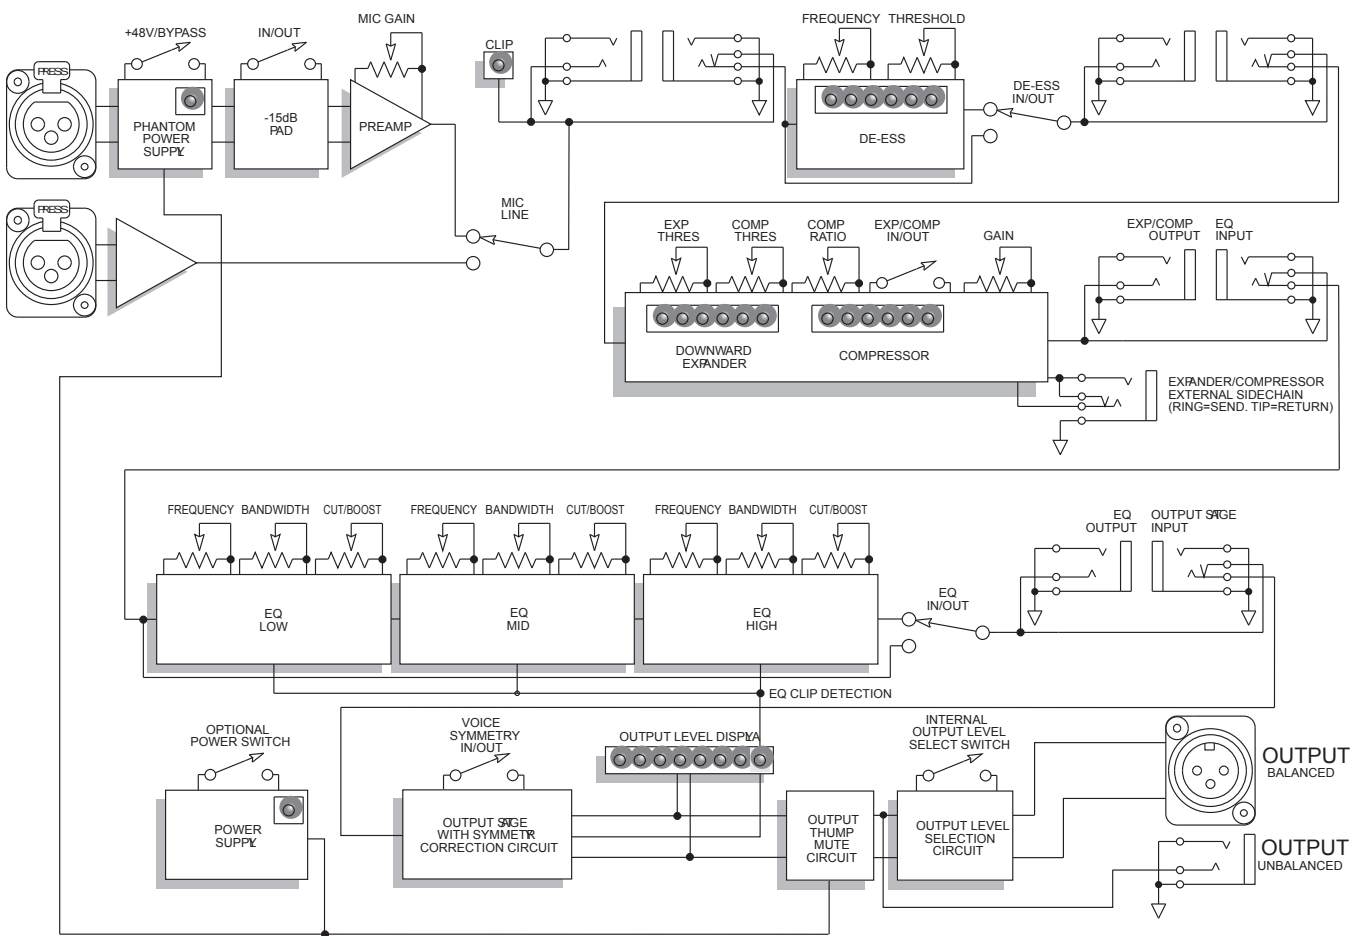 MIC GAIN
+48V/BYPASS
IN/OUT
CLIP
FREQUENCY
THRESHOLD
PRESS
PHANTOM
POWER
SUPPLY
-15dB
PAD
PREAMP
DE-ESS
DE-ESS
IN/OUT
PRESS
MIC
LINE
EXP
THRES
COMP
THRES
COMP
RATIO
EXP/COMP
IN/OUT
GAIN
EXP/COMP
OUTPUT
EQ
INPUT
DOWNWARD
EXPANDER
COMPRESSOR
EXPANDER/COMPRESSOR
EXTERNAL SIDECHAIN
(RING=SEND. TIP=RETURN)
FREQUENCY
BANDWIDTH
CUT/BOOST
FREQUENCY
BANDWIDTH
CUT/BOOST
FREQUENCY
BANDWIDTH
CUT/BOOST
EQ
OUTPUT
OUTPUT STAGE
INPUT
EQ
LOW
EQ
MID
EQ
HIGH
EQ
IN/OUT
EQ CLIP DETECTION
OPTIONAL
POWER SWITCH
VOICE
SYMMETRY
IN/OUT
OUTPUT LEVEL DISPLA
INTERNAL
OUTPUT LEVEL
SELECT SWITCH
OUTPUT
BALANCED
POWER
SUPPLY
OUTPUT STAGE
WITH SYMMETRY
CORRECTION CIRCUIT
OUTPUT
THUMP
MUTE
CIRCUIT
OUTPUT LEVEL
SELECTION
CIRCUIT
OUTPUT
UNBALANCED